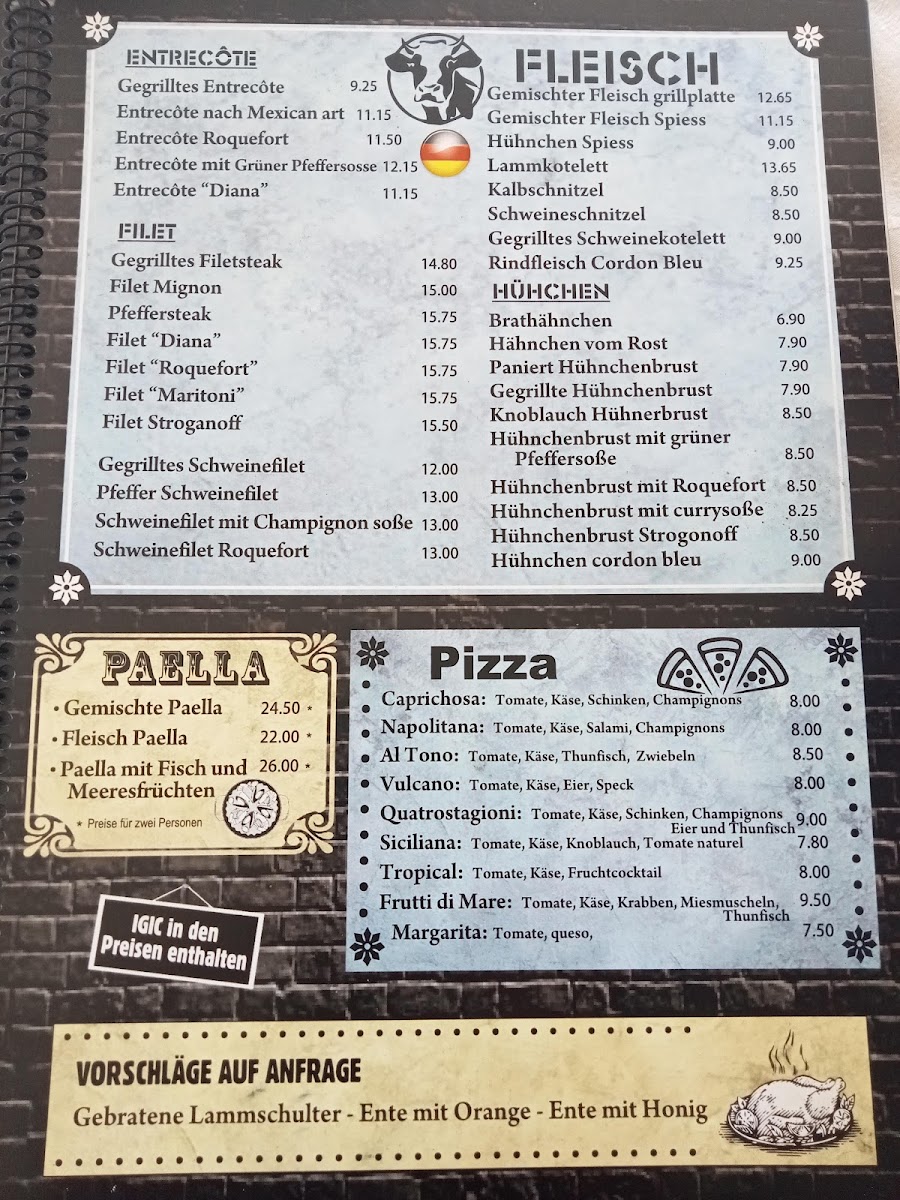 ENTRECÔTE
Gegrilltes Entrecôte 9.25
Entrecôte nach Mexican art 11.15
Entrecôte Roquefort 11.50
Entrecôte mit Grüner Pfeffersosse 12.15
Entrecôte “Diana” 11.15
FILET
Gegrilltes Filetsteak 14.80
Filet Mignon 15.00
Pfeffersteak 15.75
Filet “Diana” 15.75
Filet “Roquefort” 15.75
Filet “Maritoni” 15.75
Filet Stroganoff 15.50
Gegrilltes Schweinefilet 12.00
Pfeffer Schweinefilet 13.00
Schweinefilet mit Champignon soße 13.00
Schweinefilet Roquefort 13.00
FLEISCH
Gemischter Fleisch grillplatte 12.65
Gemischter Fleisch Spiess 11.15
Hühnchen Spiess 9.00
Lammkotelett 13.65
Kalbschnitzel 8.50
Schweineschnitzel 8.50
Gegrilltes Schweinekotelett 9.00
Rindfleisch Cordon Bleu 9.25
HÜHCHEN
Brathähnchen 6.90
Hähnchen vom Rost 7.90
Paniert Hühnchenbrust 7.90
Gegrillte Hühnchenbrust 7.90
Knoblauch Hühnerbrust 8.50
Hühnchenbrust mit grüner
Pfeffersoße 8.50
Hühnchenbrust mit Roquefort 8.50
Hühnchenbrust mit currysoße 8.25
Hühnchenbrust Strogonoff 8.50
Hühnchen cordon bleu 9.00
PAELLA
• Gemischte Paella 24.50 *
• Fleisch Paella 22.00 *
• Paella mit Fisch und 26.00 *
Meeresfrüchten
* Preise für zwei Personen
IGIC in den
Preisen enthalten
Pizza
Caprichosa: Tomate, Käse, Schinken, Champignons 8.00
Napolitana: Tomate, Käse, Salami, Champignons 8.00
Al Tono: Tomate, Käse, Thunfisch, Zwiebeln 8.50
Vulcano: Tomate, Käse, Eier, Speck 8.00
Quatrostagioni: Tomate, Käse, Schinken, Champignons 9.00
Eier und Thunfisch
Siciliana: Tomate, Käse, Knoblauch, Tomate naturel 7.80
Tropical: Tomate, Käse, Fruchtcocktail 8.00
Frutti di Mare: Tomate, Käse, Krabben, Miesmuscheln, 9.50
Thunfisch
Margarita: Tomate, queso, 7.50
VORSCHLÄGE AUF ANFRAGE
Gebratene Lammschulter - Ente mit Orange - Ente mit Honig